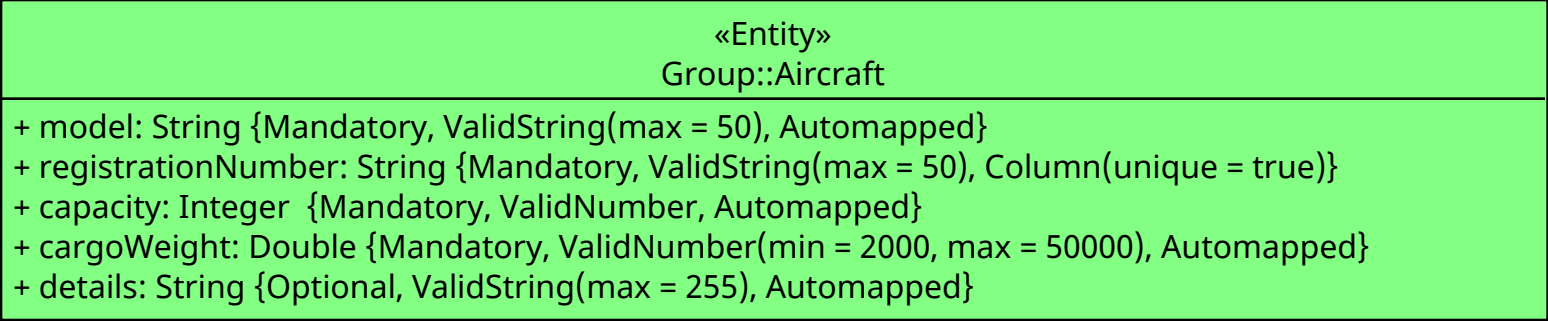 «Entity»
Group::Aircraft
+ model: String {Mandatory, ValidString(max = 50), Automapped}
+ registrationNumber: String {Mandatory, ValidString(max = 50), Column(unique = true)}
+ capacity: Integer  {Mandatory, ValidNumber, Automapped}
+ cargoWeight: Double {Mandatory, ValidNumber(min = 2000, max = 50000), Automapped}
+ details: String {Optional, ValidString(max = 255), Automapped}